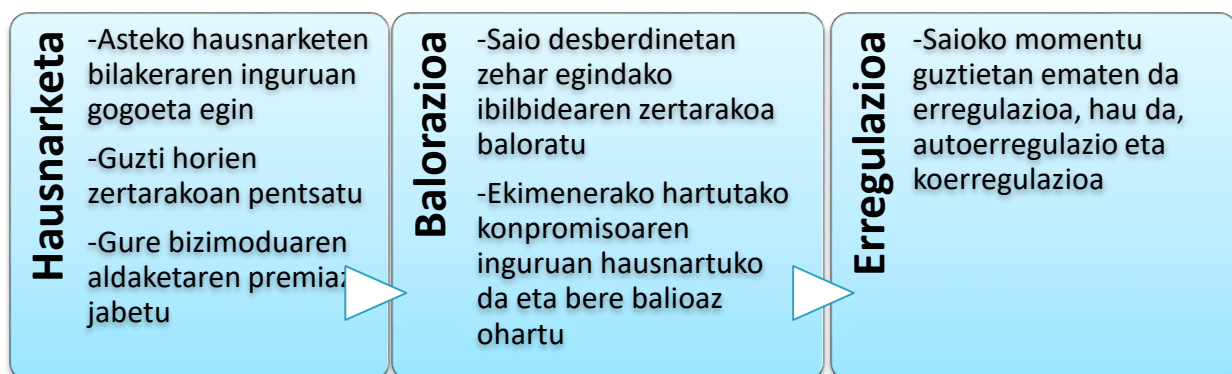 Hausnarketa
-Asteko hausnarketen
bilakeraren inguruan
gogoeta egin
-Guzti horien
zertarakoan pentsatu
-Gure bizimoduaren
aldaketaren premiaz
jabetu
Balorazioa
-Saio desberdinetan
zehar egindako
ibilbidearen zertarakoa
baloratu
-Ekimenerako hartutako
konpromisoaren
inguruan hausnartuko
da eta bere balioaz
ohartu
Erregulazioa
-Saioko momentu
guztietan ematen da
erregulazioa, hau da,
autoerregulazio eta
koerregulazioa